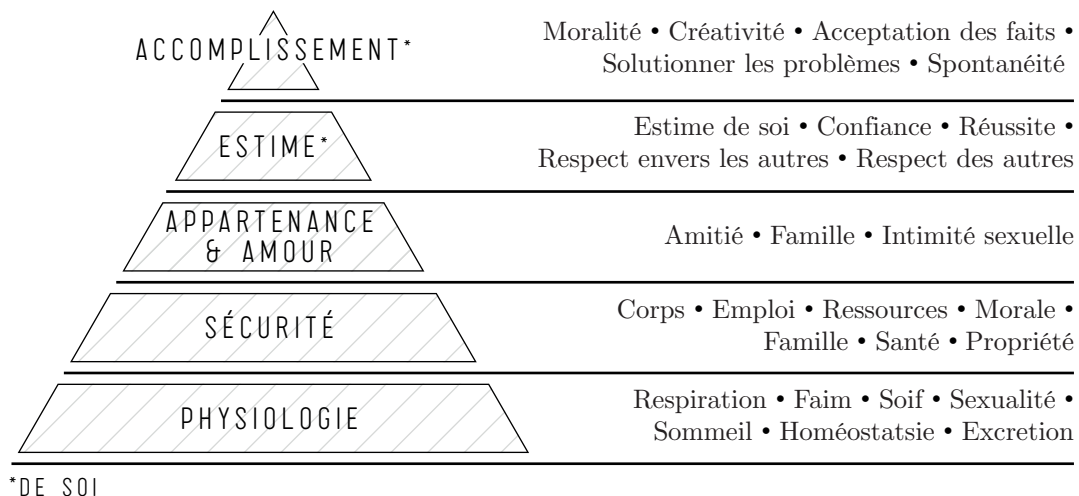 ACCOMPLISSEMENT*
Moralité • Créativité • Acceptation des faits •
Solutionner les problèmes • Spontanéité
ESTIME*
Estime de soi • Confiance • Réussite •
Respect envers les autres • Respect des autres
APPARTENANCE
& AMOUR
Amitié • Famille • Intimité sexuelle
SÉCURITÉ
Corps • Emploi • Ressources • Morale •
Famille • Santé • Propriété
PHYSIOLOGIE
Respiration • Faim • Soif • Sexualité •
Sommeil • Homéostatsie • Excretion
*DE SOI